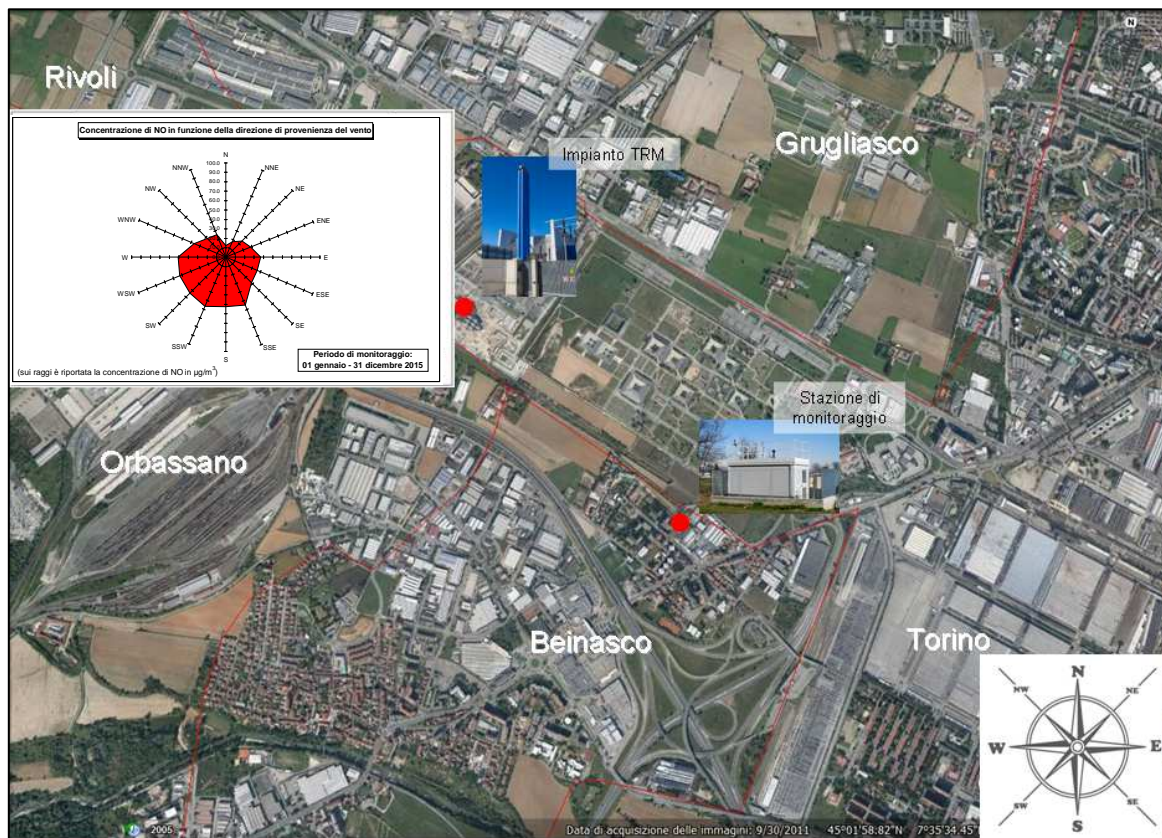 N
Rivoli
Grugliasco
Impianto TRM
Concentrazione di NO in funzione della direzione di provenienza del vento
N
NNE
NE
ENE
E
ESE
SE
SSE
S
SSW
SW
WSW
W
WNW
NW
NNW
100.0
90.0
80.0
70.0
60.0
50.0
40.0
30.0
Periodo di monitoraggio:
01 gennaio - 31 dicembre 2015
(sui raggi è riportata la concentrazione di NO in µg/m³)
Stazione di
monitoraggio
Orbassano
Beinasco
Torino
N
NW
NE
W
E
SW
SE
S
2005
Data di acquisizione delle immagini: 9/30/2011 45°01'58.82"N 7°35'34.45"